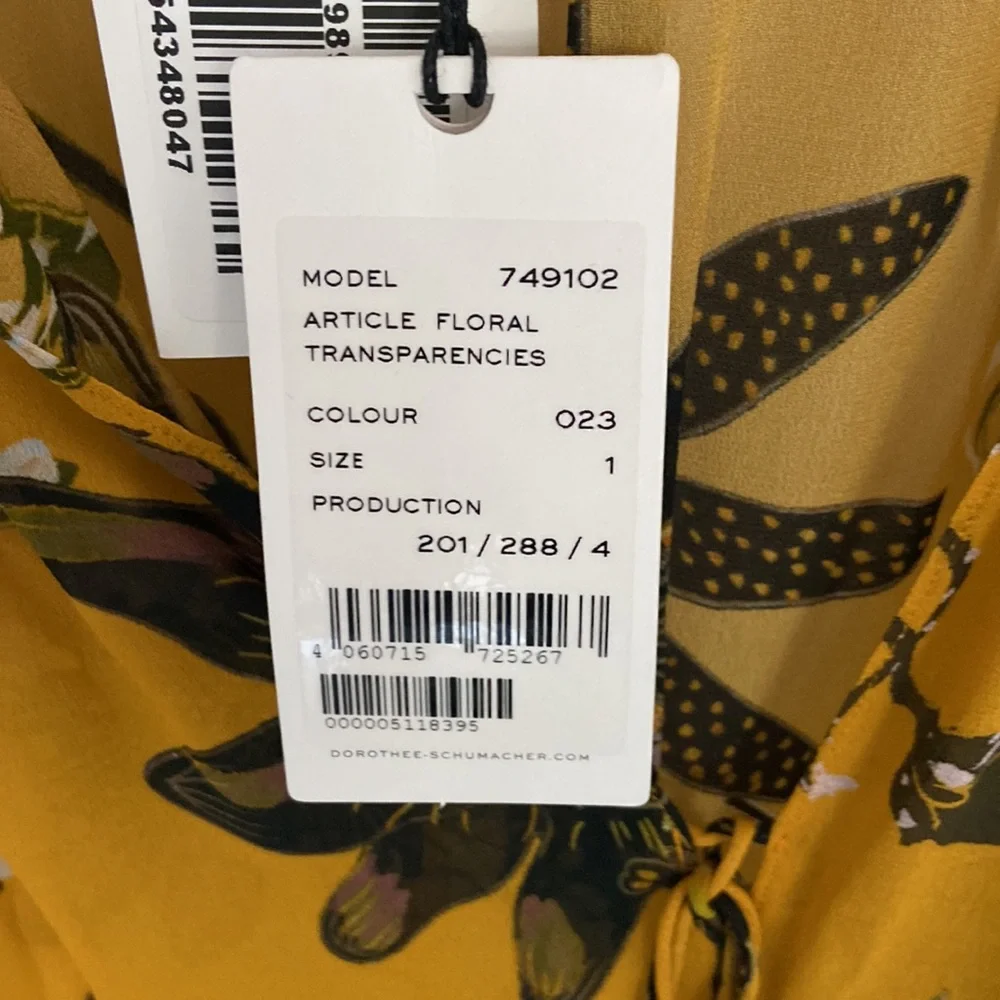 54348047
989
MODEL 749102
ARTICLE FLORAL
TRANSPARENCIES
COLOUR 023
SIZE 1
PRODUCTION
201 / 288 / 4
4 060715 725267
000005118395
DOROTHEE-SCHUMACHER.COM